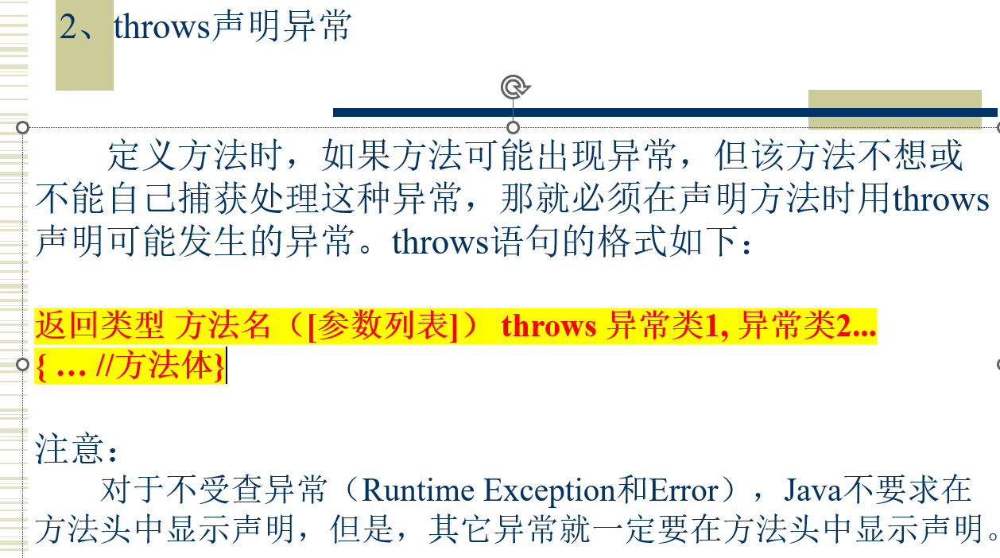 2、throws声明异常
定义方法时，如果方法可能出现异常，但该方法不想或
不能自己捕获处理这种异常，那就必须在声明方法时用throws
声明可能发生的异常。throws语句的格式如下：
返回类型 方法名（[参数列表]） throws 异常类1, 异常类2...
{ … //方法体}
注意：
对于不受查异常（Runtime Exception和Error），Java不要求在
方法头中显示声明，但是，其它异常就一定要在方法头中显示声明。